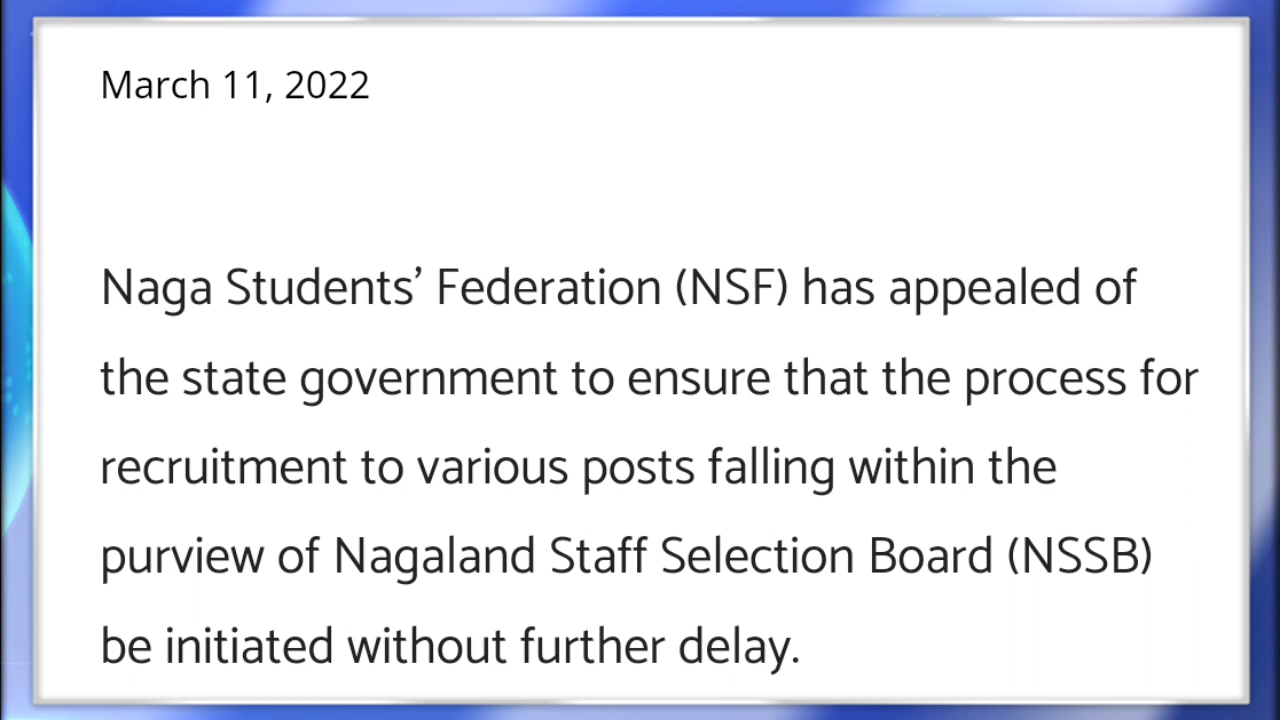 March 11, 2022
Naga Students’ Federation (NSF) has appealed of
the state government to ensure that the process for
recruitment to various posts falling within the
purview of Nagaland Staff Selection Board (NSSB)
be initiated without further delay.